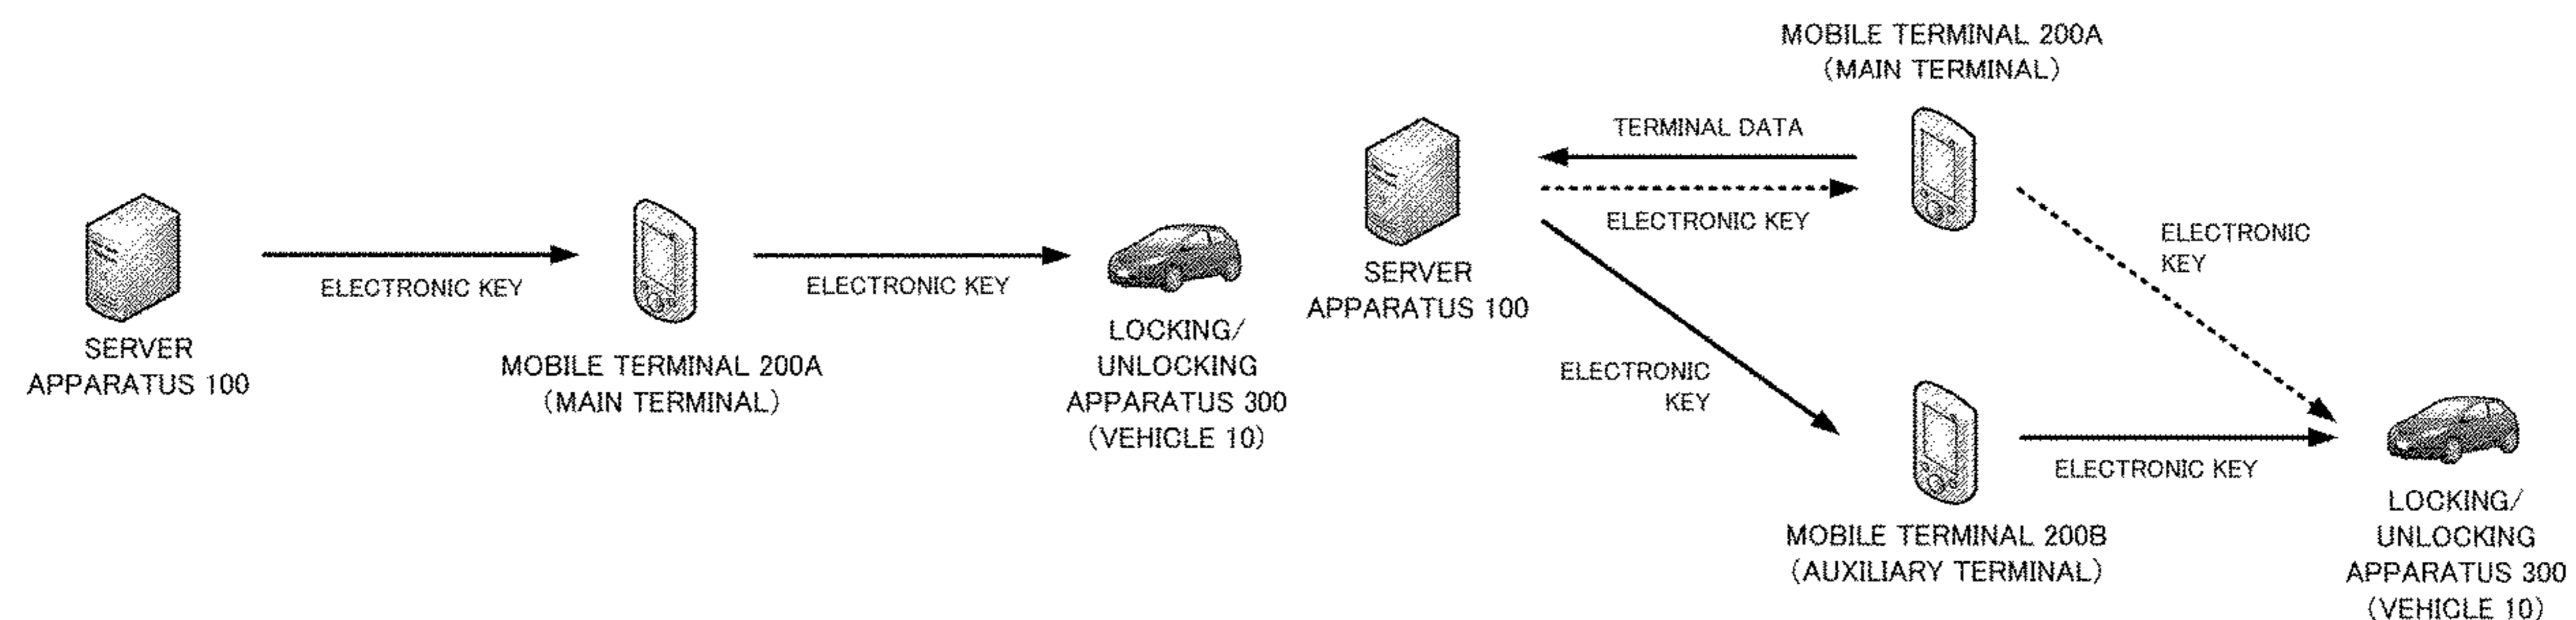 SERVER
APPARATUS 100
ELECTRONIC KEY
MOBILE TERMINAL 200A
(MAIN TERMINAL)
ELECTRONIC KEY
LOCKING/
UNLOCKING
APPARATUS 300
(VEHICLE 10)
MOBILE TERMINAL 200A
(MAIN TERMINAL)
TERMINAL DATA
ELECTRONIC KEY
SERVER
APPARATUS 100
ELECTRONIC
KEY
ELECTRONIC
KEY
MOBILE TERMINAL 200B
(AUXILIARY TERMINAL)
ELECTRONIC KEY
LOCKING/
UNLOCKING
APPARATUS 300
(VEHICLE 10)